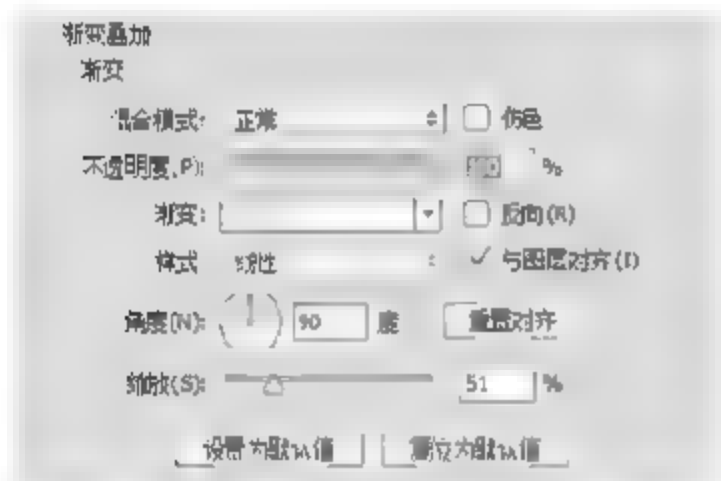 渐变叠加
渐变
混合模式: 正常 仿色
不透明度(P): %
渐变: 反向(R)
样式 线性 与图层对齐(I)
角度(N): 90 度 重置对齐
缩放(S): 51 %
设置为默认值 复位为默认值